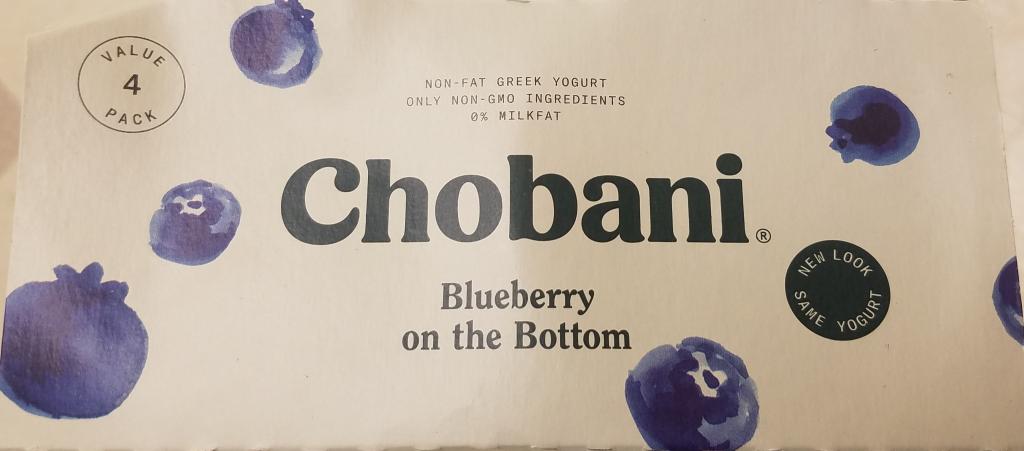 VALUE
4
PACK
NON-FAT GREEK YOGURT
ONLY NON-GMO INGREDIENTS
0% MILKFAT
Chobani®
Blueberry
on the Bottom
NEW LOOK
SAME YOGURT